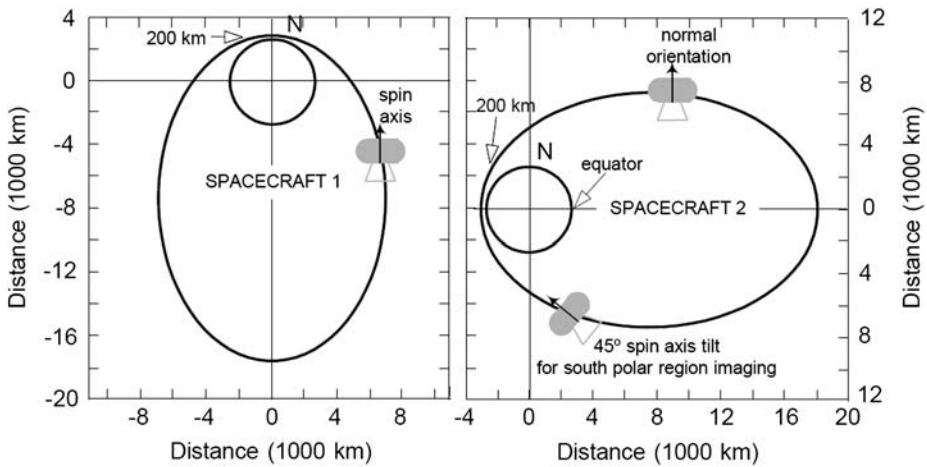 4
0
-4
-8
-12
-16
-20
Distance (1000 km)
-4
0
4
8
Distance (1000 km)
200 km
N
spin
axis
SPACECRAFT 1
normal
orientation
200 km
N
equator
SPACECRAFT 2
45º spin axis tilt
for south polar region imaging
-4
0
4
8
12
16
20
Distance (1000 km)
12
8
4
0
4
8
12
Distance (1000 km)